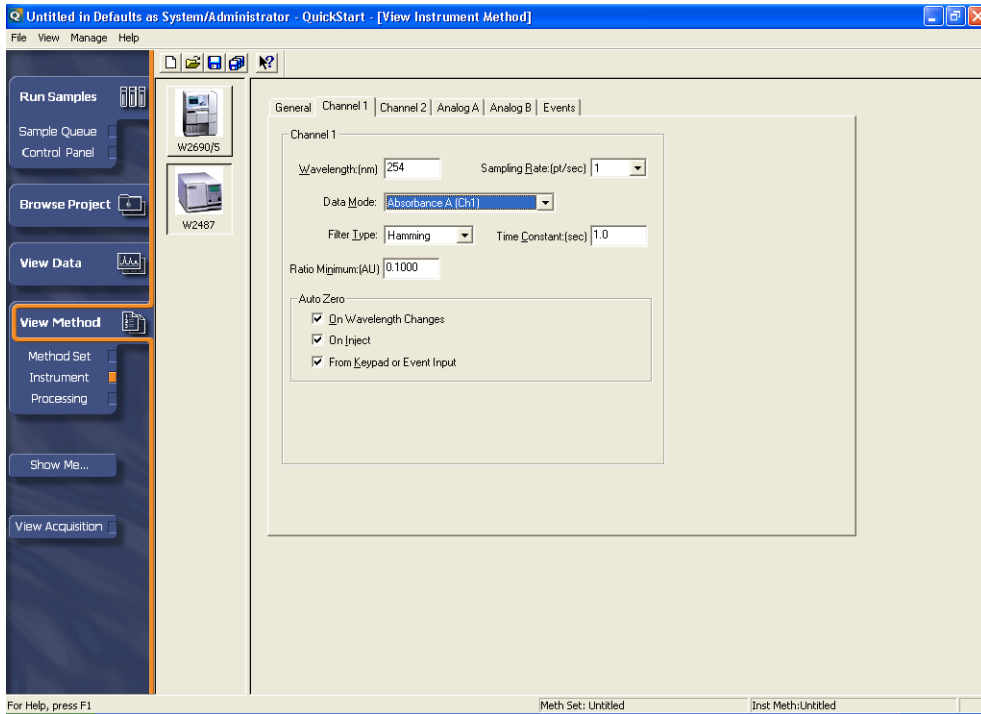 Untitled in Defaults as System/Administrator - QuickStart - [View Instrument Method]
File View Manage Help
Run Samples
Sample Queue
Control Panel
Browse Project
View Data
View Method
Method Set
Instrument
Processing
Show Me...
View Acquisition
W2690/5
W2487
General Channel 1 Channel 2 Analog A Analog B Events
Channel 1
Wavelength:(nm) 254 Sampling Rate:(pt/sec) 1
Data Mode: Absorbance A (Ch1)
Filter Type: Hamming Time Constant:(sec) 1.0
Ratio Minimum:(AU) 0.1000
Auto Zero
On Wavelength Changes
On Inject
From Keypad or Event Input
For Help, press F1 Meth Set: Untitled Inst Meth:Untitled